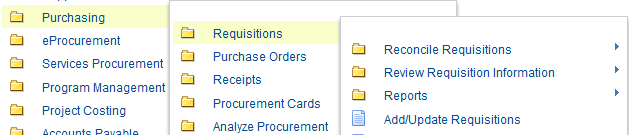 Purchasing
eProcurement
Services Procurement
Program Management
Project Costing
Accounts Payable
Requisitions
Purchase Orders
Receipts
Procurement Cards
Analyze Procurement
Reconcile Requisitions
Review Requisition Information
Reports
Add/Update Requisitions